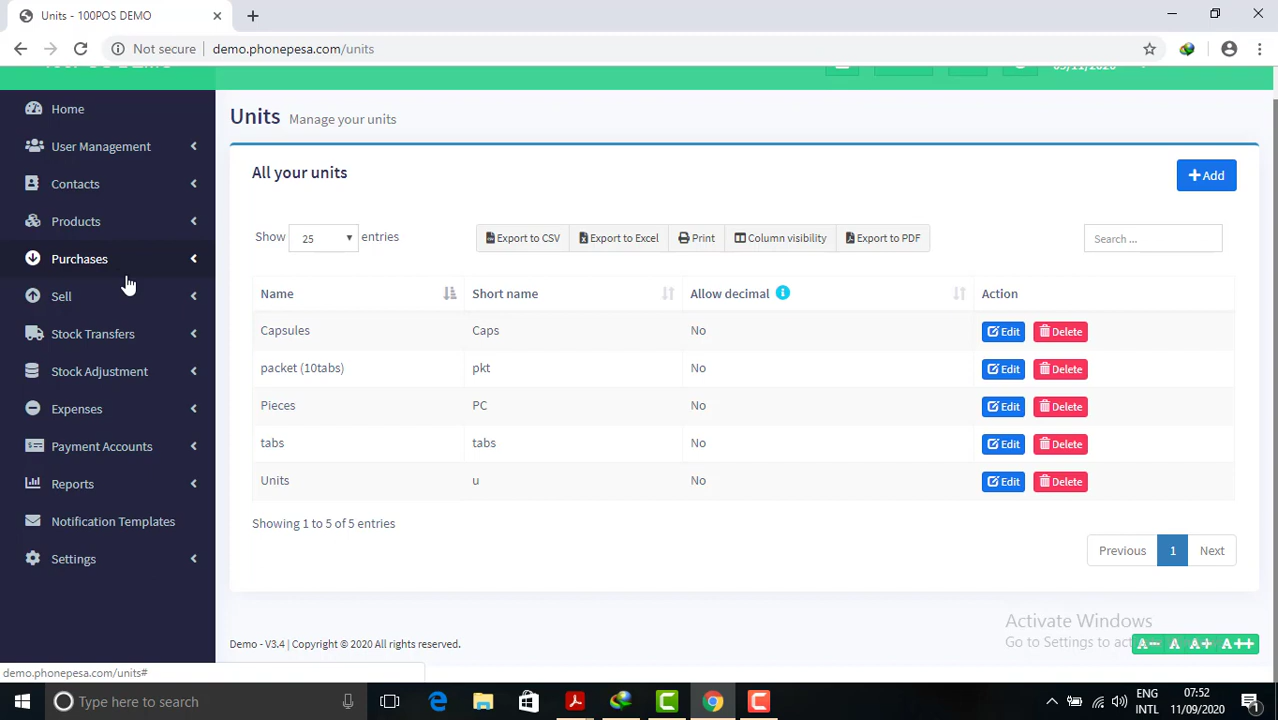 Units - 100POS DEMO
Not secure
demo.phonepesa.com/units
100POS DEMO
Home
User Management
Contacts
Products
Purchases
Sell
Stock Transfers
Stock Adjustment
Expenses
Payment Accounts
Reports
Notification Templates
Settings
Units Manage your units
All your units
Add
Show 25 entries
Export to CSV Export to Excel Print Column visibility Export to PDF
Search ...
Name Short name Allow decimal Action
Capsules Caps No Edit Delete
packet (10tabs) pkt No Edit Delete
Pieces PC No Edit Delete
tabs tabs No Edit Delete
Units u No Edit Delete
Showing 1 to 5 of 5 entries
Previous 1 Next
Activate Windows
Go to Settings to
Demo - V3.4 | Copyright © 2020 All rights reserved.
A-- A A+ A++
demo.phonepesa.com/units#
Type here to search
ENG
INTL
07:52
11/09/2020